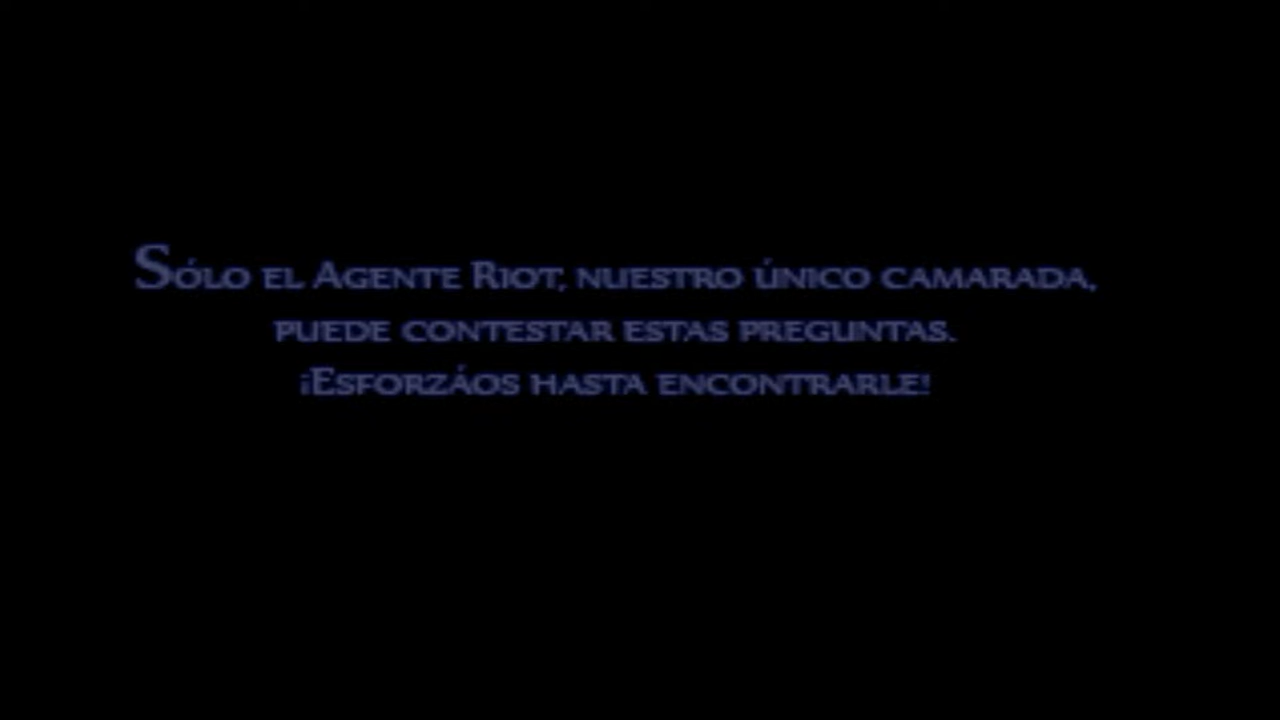 Sólo el Agente Riot, nuestro único camarada,
puede contestar estas preguntas.
¡Esforzáos hasta encontrarle!